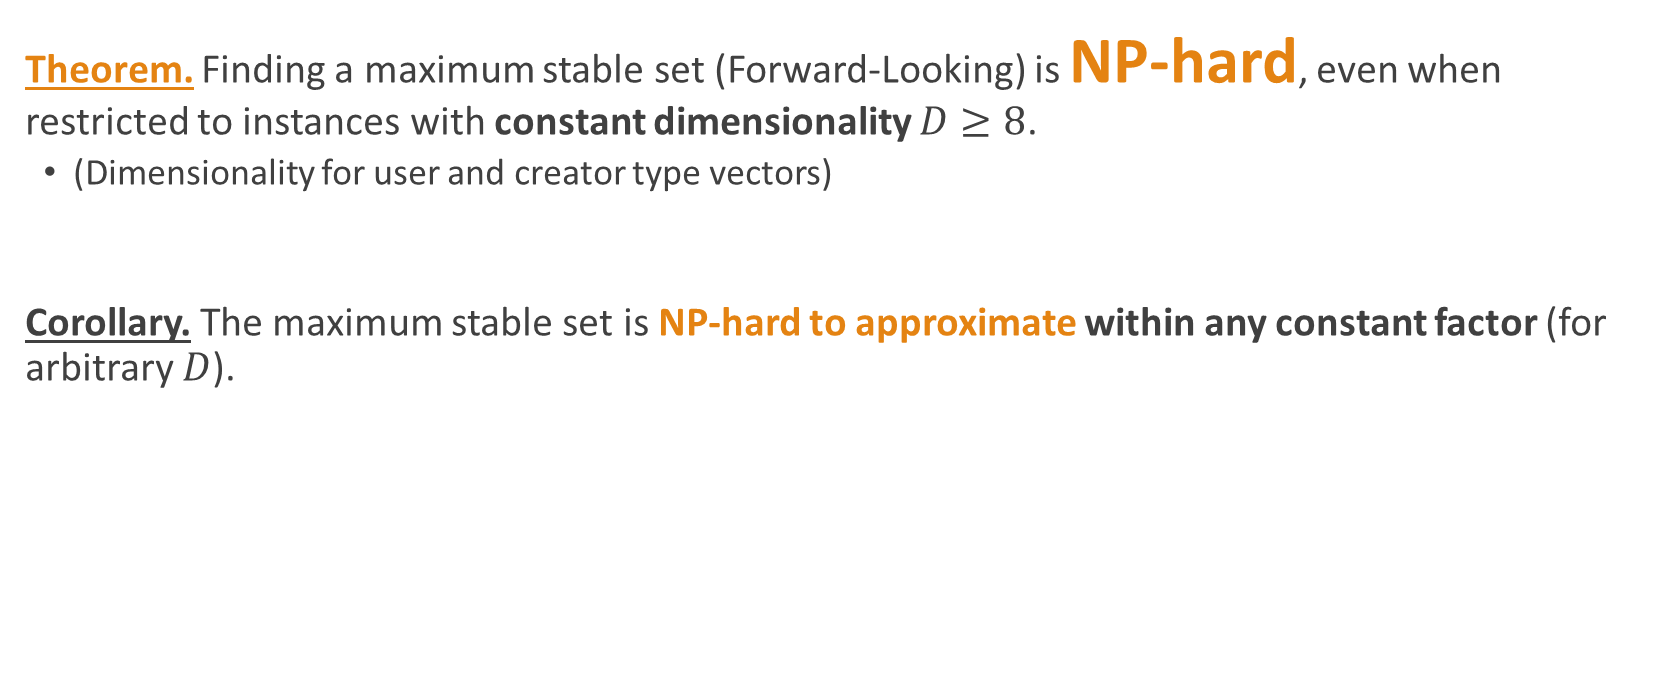 Theorem. Finding a maximum stable set (Forward-Looking) is NP-hard, even when
restricted to instances with constant dimensionality D ≥ 8.
• (Dimensionality for user and creator type vectors)
Corollary. The maximum stable set is NP-hard to approximate within any constant factor (for
arbitrary D).